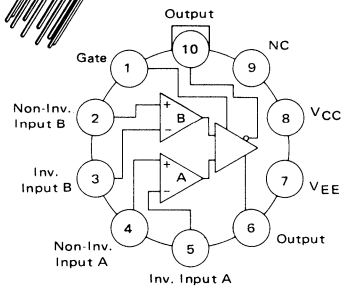 Output
10
NC
Gate
1
9
Non-Inv.
Input B
2
+
B
−
8
VCC
Inv.
Input B
3
+
A
−
7
VEE
Non-Inv.
Input A
4
5
6
Output
Inv. Input A